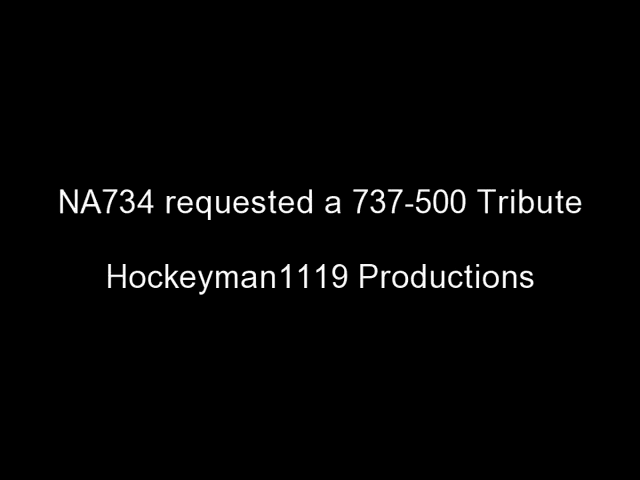 NA734 requested a 737-500 Tribute
Hockeyman1119 Productions